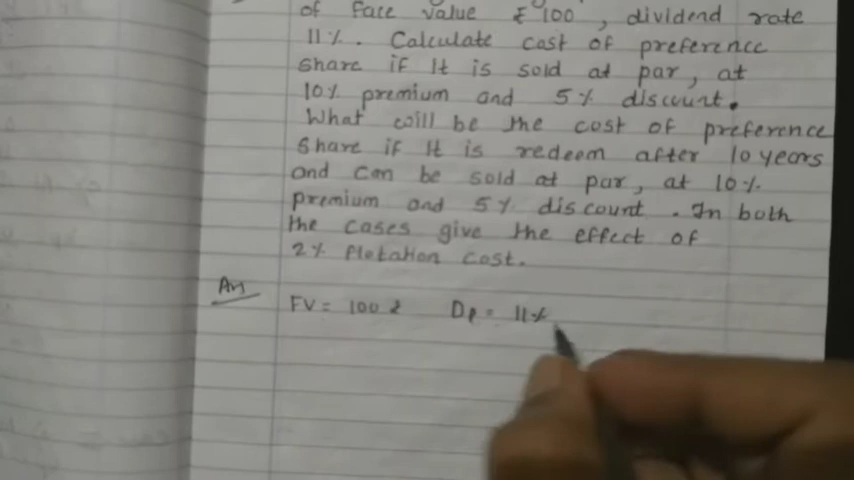 of face value ₹ 100, dividend rate
11%. Calculate cost of preference
share if It is sold at par, at
10% premium and 5% discount.
What will be the cost of preference
share if It is redeem after 10 years
and can be sold at par, at 10%
premium and 5% discount. In both
the cases give the effect of
2% flotation cost.
Ans
FV = 100 ₹ Dp = 11%